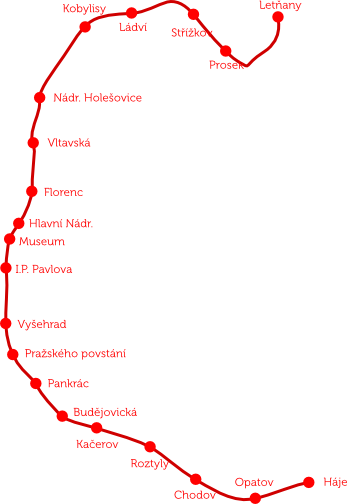 Letňany
Kobylisy
Ládví
Střížkov
Prosek
Nádr. Holešovice
Vltavská
Florenc
Hlavní Nádr.
Museum
I.P. Pavlova
Vyšehrad
Pražského povstání
Pankrác
Budějovická
Kačerov
Roztyly
Chodov
Opatov
Háje